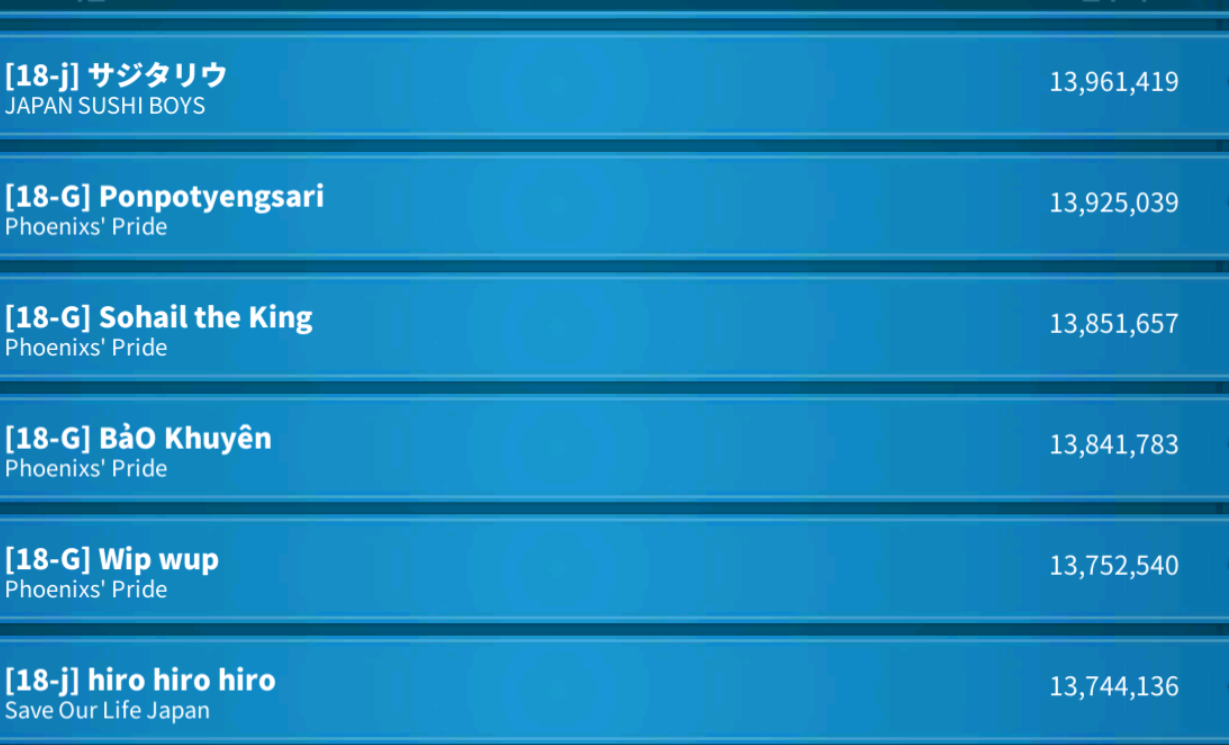 [18-j] サジタリウ
13,961,419
JAPAN SUSHI BOYS
[18-G] Ponpotyengsari
13,925,039
Phoenixs' Pride
[18-G] Sohail the King
13,851,657
Phoenixs' Pride
[18-G] BảO Khuyên
13,841,783
Phoenixs' Pride
[18-G] Wip wup
13,752,540
Phoenixs' Pride
[18-j] hiro hiro hiro
13,744,136
Save Our Life Japan